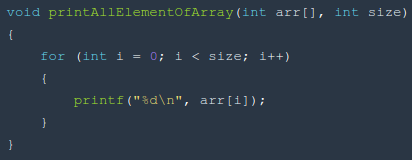 void printAllElementOfArray(int arr[], int size)
{
    for (int i = 0; i < size; i++)
    {
        printf("%d\n", arr[i]);
    }
}